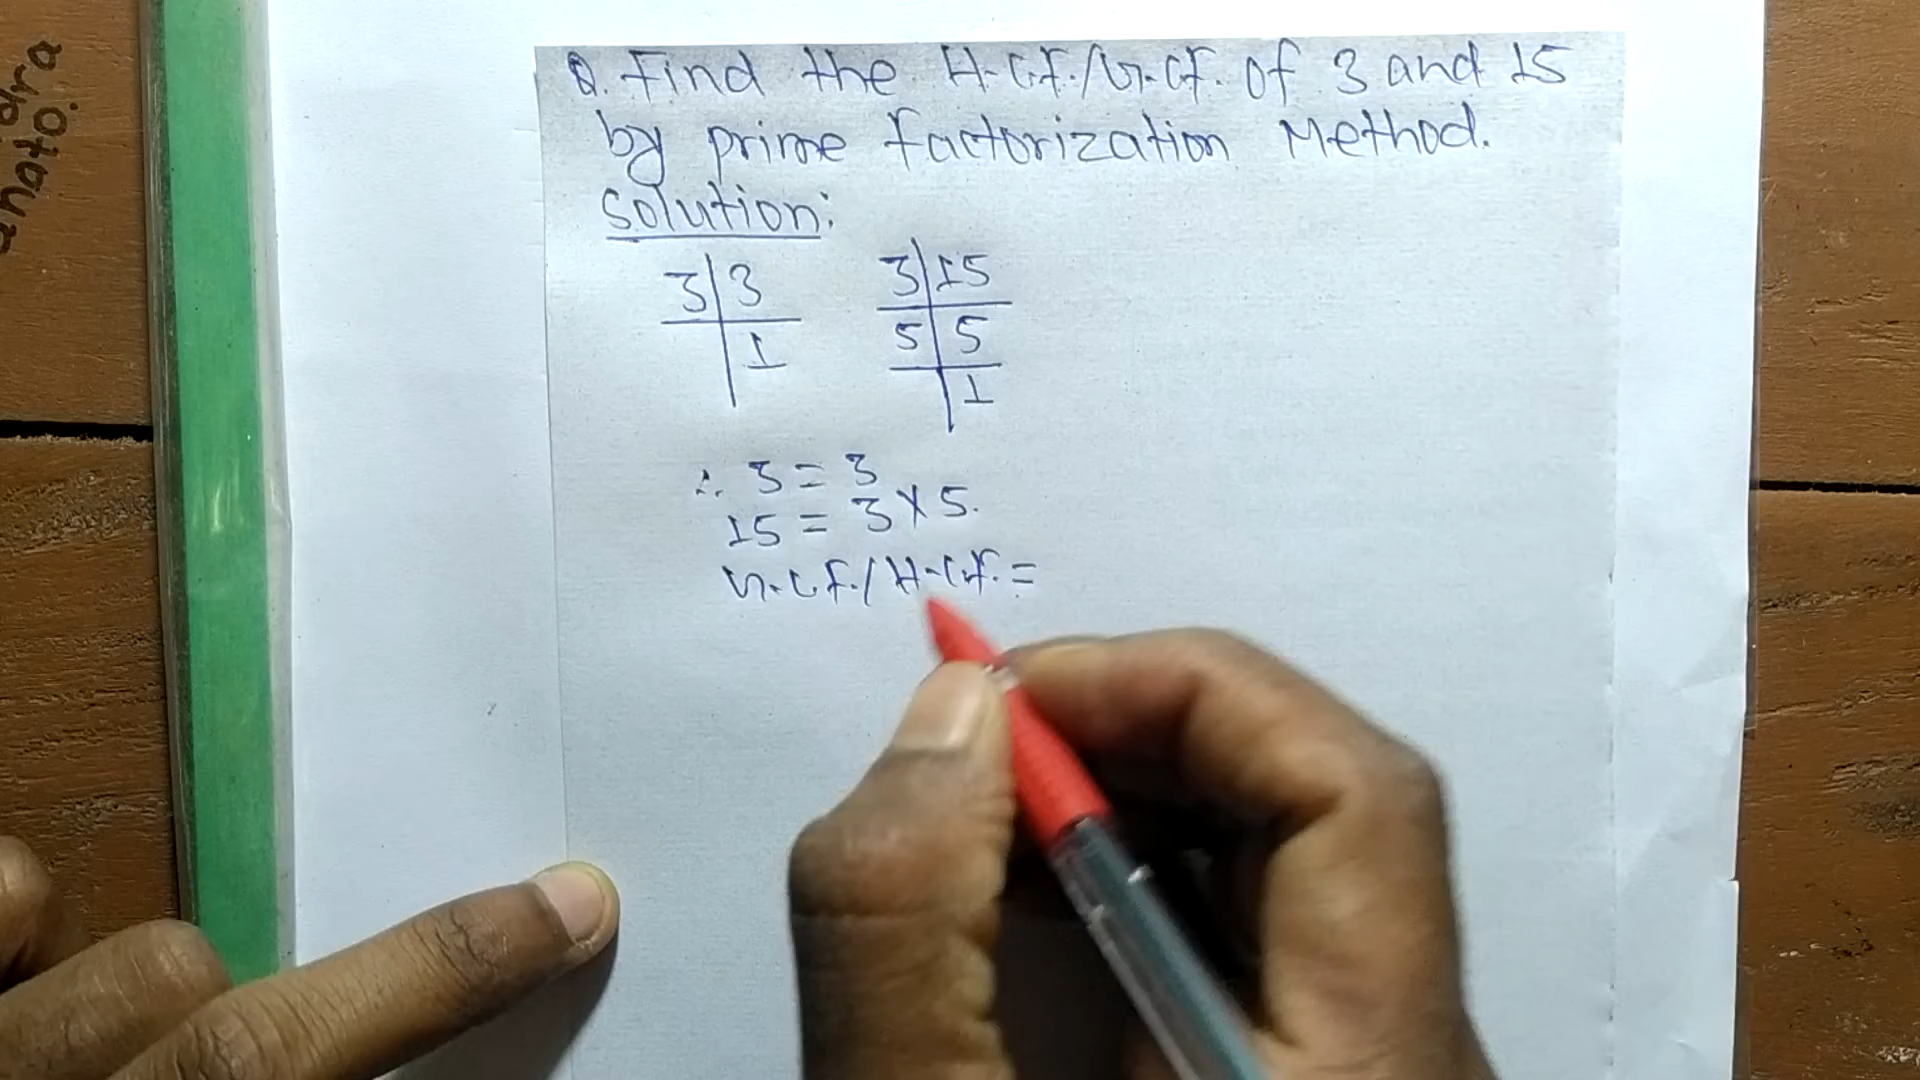 Q. Find the H.C.F./G.C.F. of 3 and 15
by prime factorization Method.
Solution:
3 | 3   3 | 15
1   5 | 5
1
∴ 3 = 3
15 = 3 × 5.
G.C.F./H.C.F. =